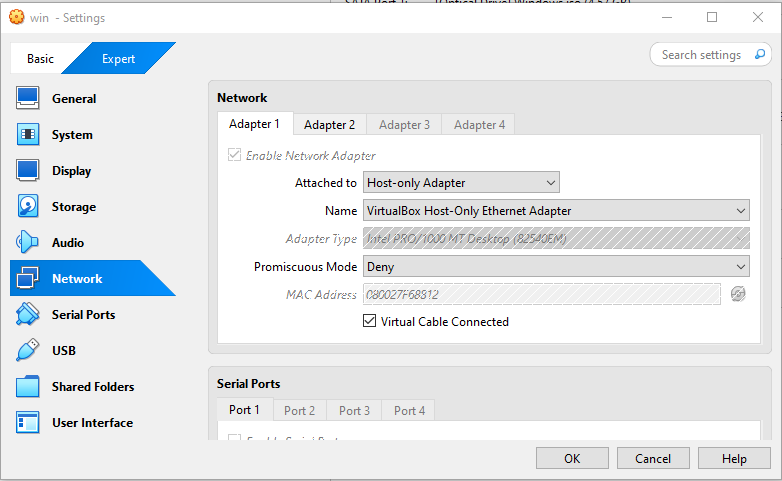 win - Settings
Basic
Expert
Search settings
General
System
Display
Storage
Audio
Network
Serial Ports
USB
Shared Folders
User Interface
Network
Adapter 1
Adapter 2
Adapter 3
Adapter 4
Enable Network Adapter
Attached to
Host-only Adapter
Name
VirtualBox Host-Only Ethernet Adapter
Adapter Type
Intel PRO/1000 MT Desktop (82540EM)
Promiscuous Mode
Deny
MAC Address
080027F68812
Virtual Cable Connected
Serial Ports
Port 1
Port 2
Port 3
Port 4
OK
Cancel
Help